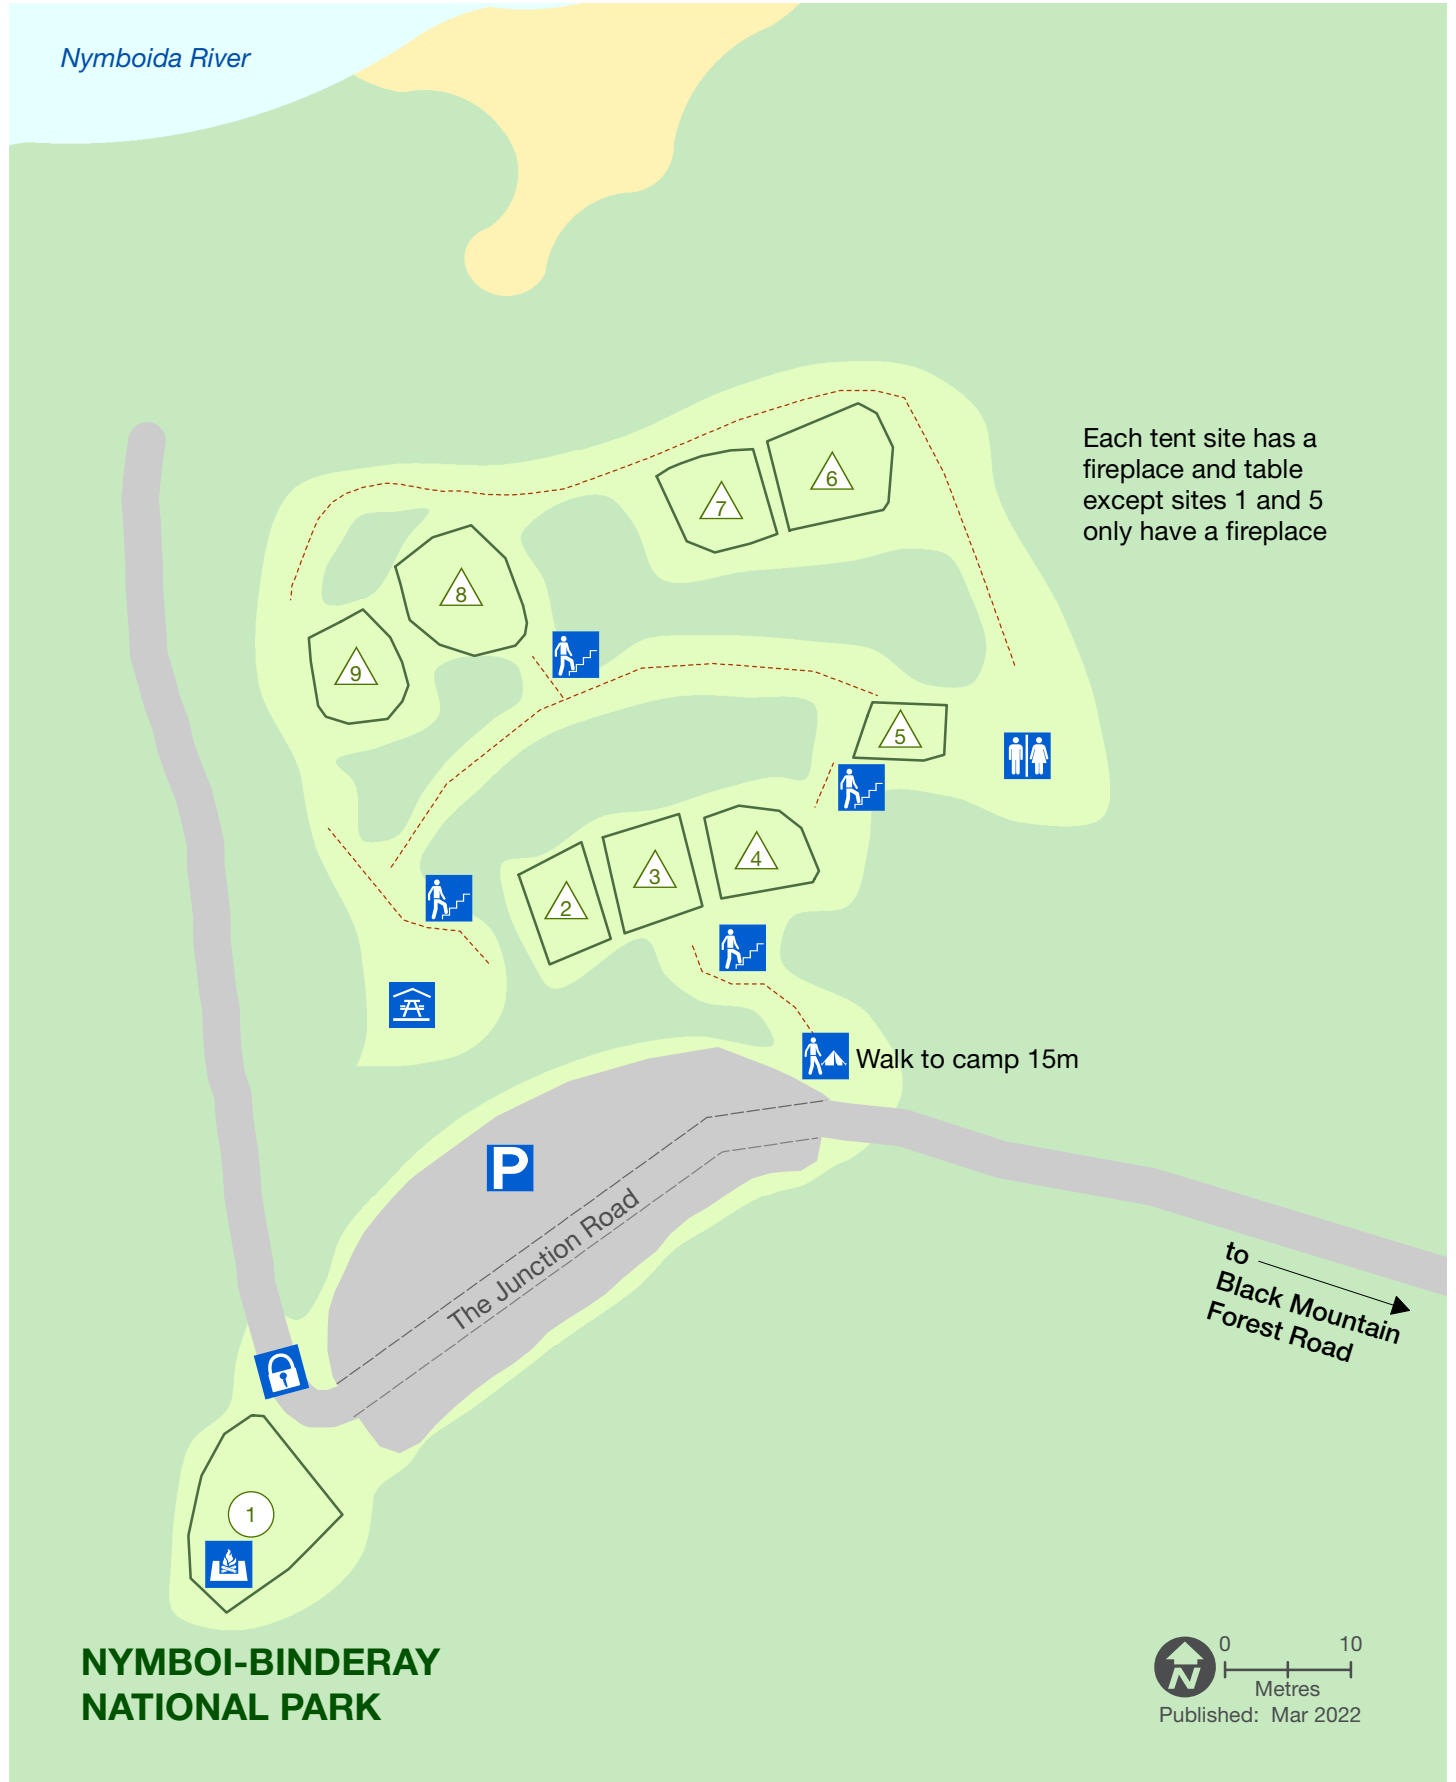 Nymboida River
Each tent site has a
fireplace and table
except sites 1 and 5
only have a fireplace
6
7
8
9
5
4
3
2
Walk to camp 15m
P
The Junction Road
to
Black Mountain
Forest Road
1
NYMBOI-BINDERAY
NATIONAL PARK
N
0 10
Metres
Published: Mar 2022